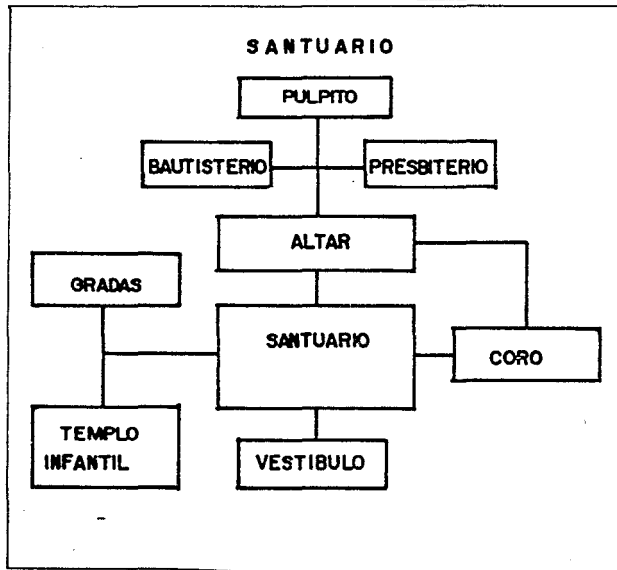 SANTUARIO
PULPITO
BAUTISTERIO
PRESBITERIO
ALTAR
GRADAS
SANTUARIO
CORO
TEMPLO
INFANTIL
VESTIBULO